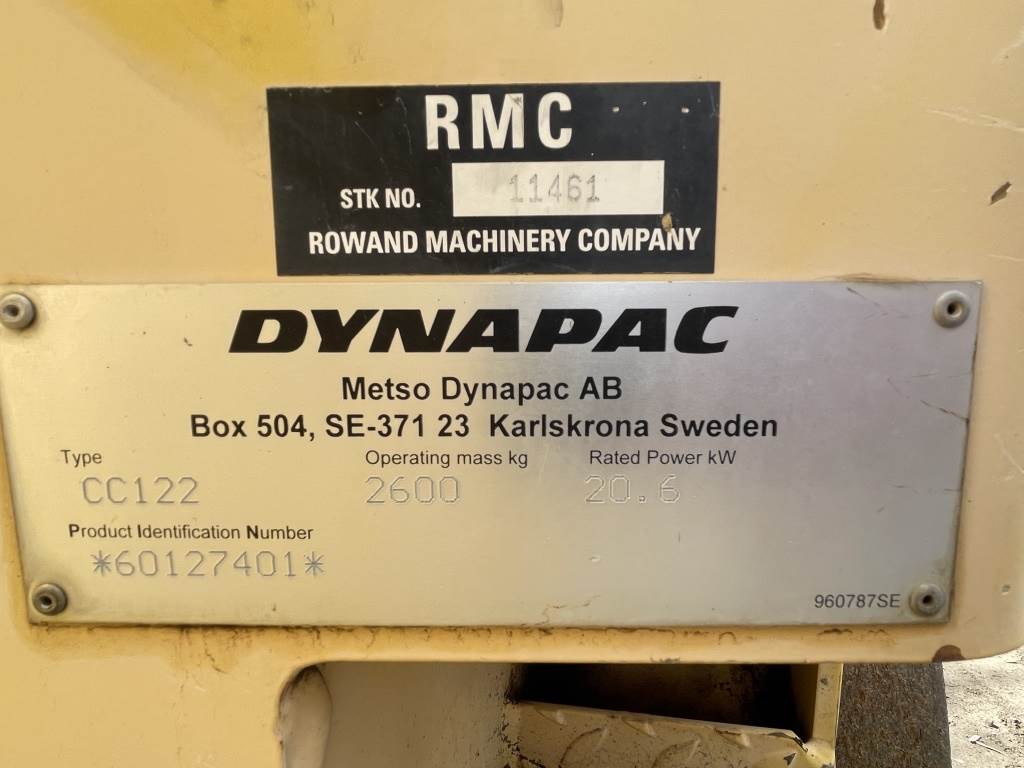 RMC
STK NO. 11461
ROWAND MACHINERY COMPANY
DYNAPAC
Metso Dynapac AB
Box 504, SE-371 23 Karlskrona Sweden
Type Operating mass kg Rated Power kW
CC122 2600 20.6
Product Identification Number
*60127401*
960787SE